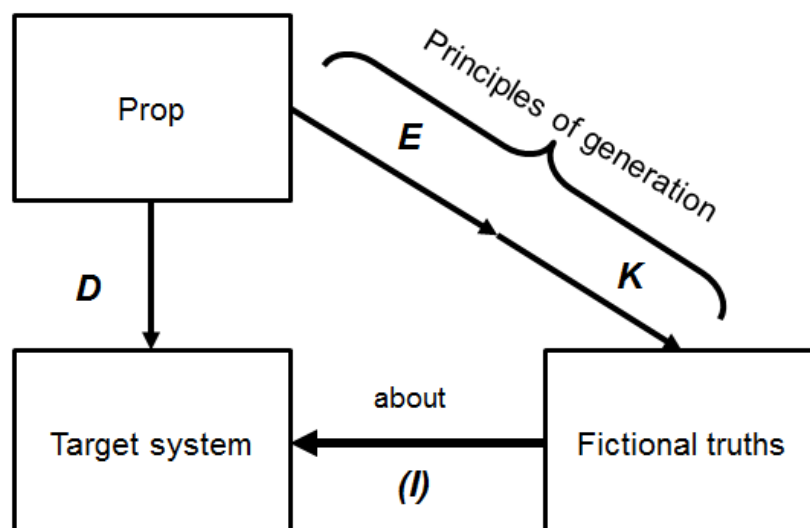 Prop
Principles of generation
E
D
K
Target system
about
(I)
Fictional truths